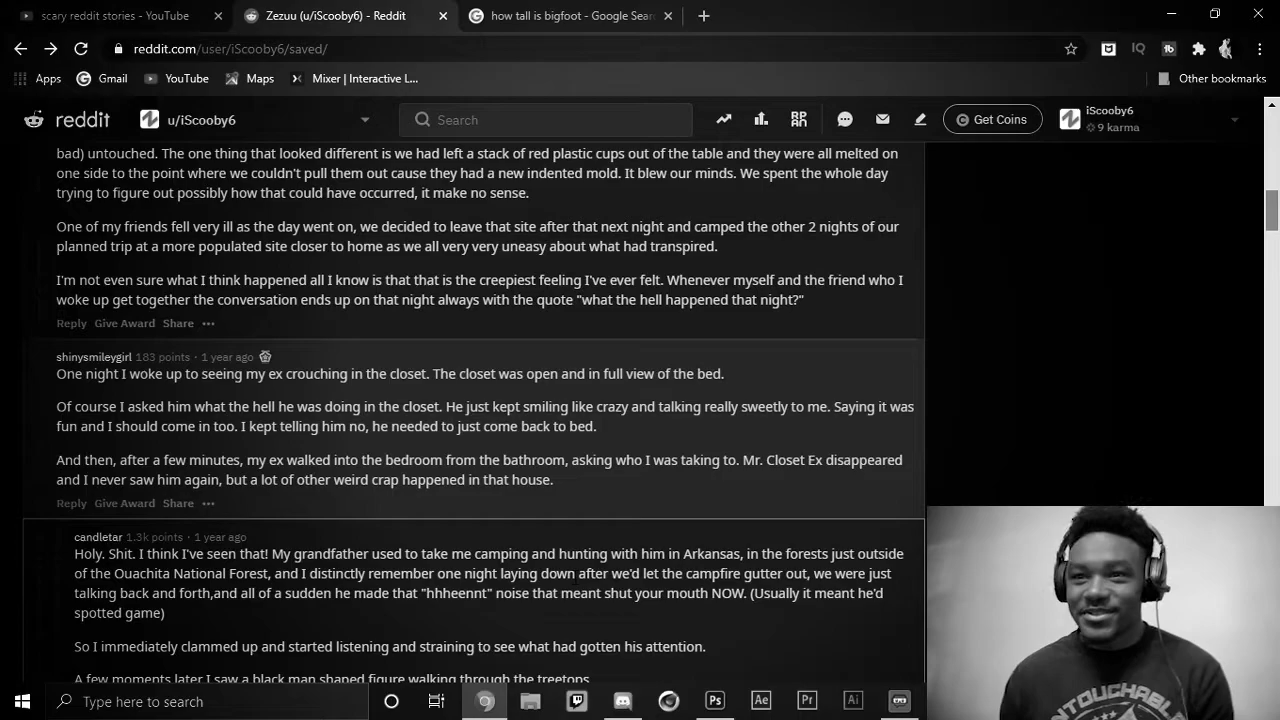 scary reddit stories - YouTube
Zezuu (u/iScooby6) - Reddit
how tall is bigfoot - Google Sear
reddit.com/user/iScooby6/saved/
IQ
Apps
Gmail
YouTube
Maps
Mixer | Interactive L...
Other bookmarks
reddit
u/iScooby6
Search
Get Coins
iScooby6
9 karma
bad) untouched. The one thing that looked different is we had left a stack of red plastic cups out of the table and they were all melted on
one side to the point where we couldn't pull them out cause they had a new indented mold. It blew our minds. We spent the whole day
trying to figure out possibly how that could have occurred, it make no sense.
One of my friends fell very ill as the day went on, we decided to leave that site after that next night and camped the other 2 nights of our
planned trip at a more populated site closer to home as we all very very uneasy about what had transpired.
I'm not even sure what I think happened all I know is that that is the creepiest feeling I've ever felt. Whenever myself and the friend who I
woke up get together the conversation ends up on that night always with the quote "what the hell happened that night?"
Reply Give Award Share ···
shinysmileygirl 183 points · 1 year ago
One night I woke up to seeing my ex crouching in the closet. The closet was open and in full view of the bed.
Of course I asked him what the hell he was doing in the closet. He just kept smiling like crazy and talking really sweetly to me. Saying it was
fun and I should come in too. I kept telling him no, he needed to just come back to bed.
And then, after a few minutes, my ex walked into the bedroom from the bathroom, asking who I was taking to. Mr. Closet Ex disappeared
and I never saw him again, but a lot of other weird crap happened in that house.
Reply Give Award Share ···
candletar 1.3k points · 1 year ago
Holy. Shit. I think I've seen that! My grandfather used to take me camping and hunting with him in Arkansas, in the forests just outside
of the Ouachita National Forest, and I distinctly remember one night laying down after we'd let the campfire gutter out, we were just
talking back and forth,and all of a sudden he made that "hhheennt" noise that meant shut your mouth NOW. (Usually it meant he'd
spotted game)
So I immediately clammed up and started listening and straining to see what had gotten his attention.
A few moments later I saw a black man shaped figure walking through the treetops.
UNTOUCHABLE
Type here to search
Ps
Ae
Pr
Ai